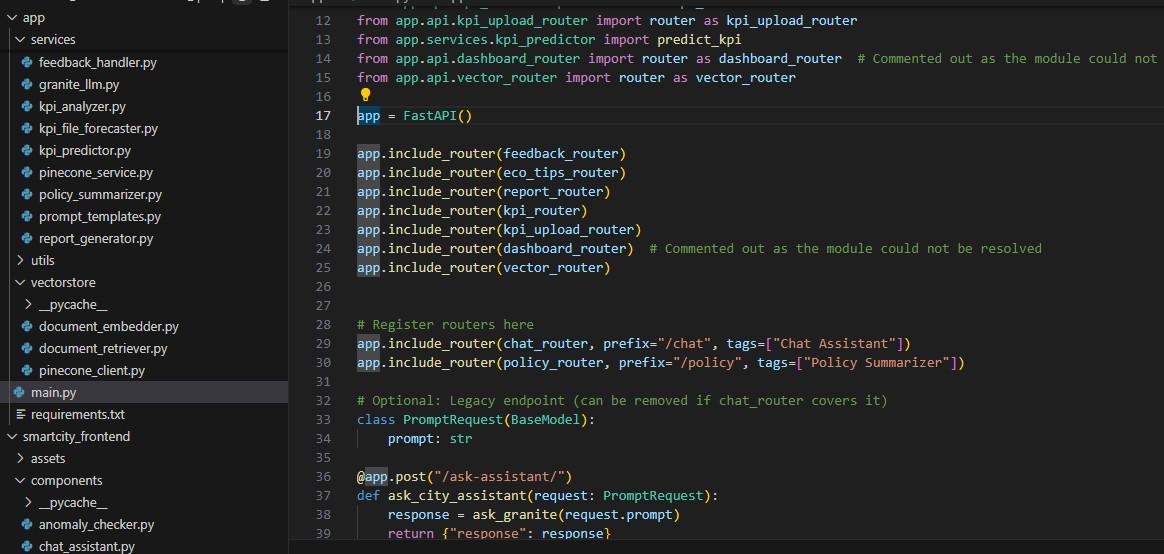 app
services
feedback_handler.py
granite_llm.py
kpi_analyzer.py
kpi_file_forecaster.py
kpi_predictor.py
pinecone_service.py
policy_summarizer.py
prompt_templates.py
report_generator.py
utils
vectorstore
__pycache__
document_embedder.py
document_retriever.py
pinecone_client.py
main.py
requirements.txt
smartcity_frontend
assets
components
__pycache__
anomaly_checker.py
chat_assistant.py
12 from app.api.kpi_upload_router import router as kpi_upload_router
13 from app.services.kpi_predictor import predict_kpi
14 from app.api.dashboard_router import router as dashboard_router  # Commented out as the module could not
15 from app.api.vector_router import router as vector_router
16
17 app = FastAPI()
18
19 app.include_router(feedback_router)
20 app.include_router(eco_tips_router)
21 app.include_router(report_router)
22 app.include_router(kpi_router)
23 app.include_router(kpi_upload_router)
24 app.include_router(dashboard_router)  # Commented out as the module could not be resolved
25 app.include_router(vector_router)
26
27
28 # Register routers here
29 app.include_router(chat_router, prefix="/chat", tags=["Chat Assistant"])
30 app.include_router(policy_router, prefix="/policy", tags=["Policy Summarizer"])
31
32 # Optional: Legacy endpoint (can be removed if chat_router covers it)
33 class PromptRequest(BaseModel):
34     prompt: str
35
36 @app.post("/ask-assistant/")
37 def ask_city_assistant(request: PromptRequest):
38     response = ask_granite(request.prompt)
39     return {"response": response}